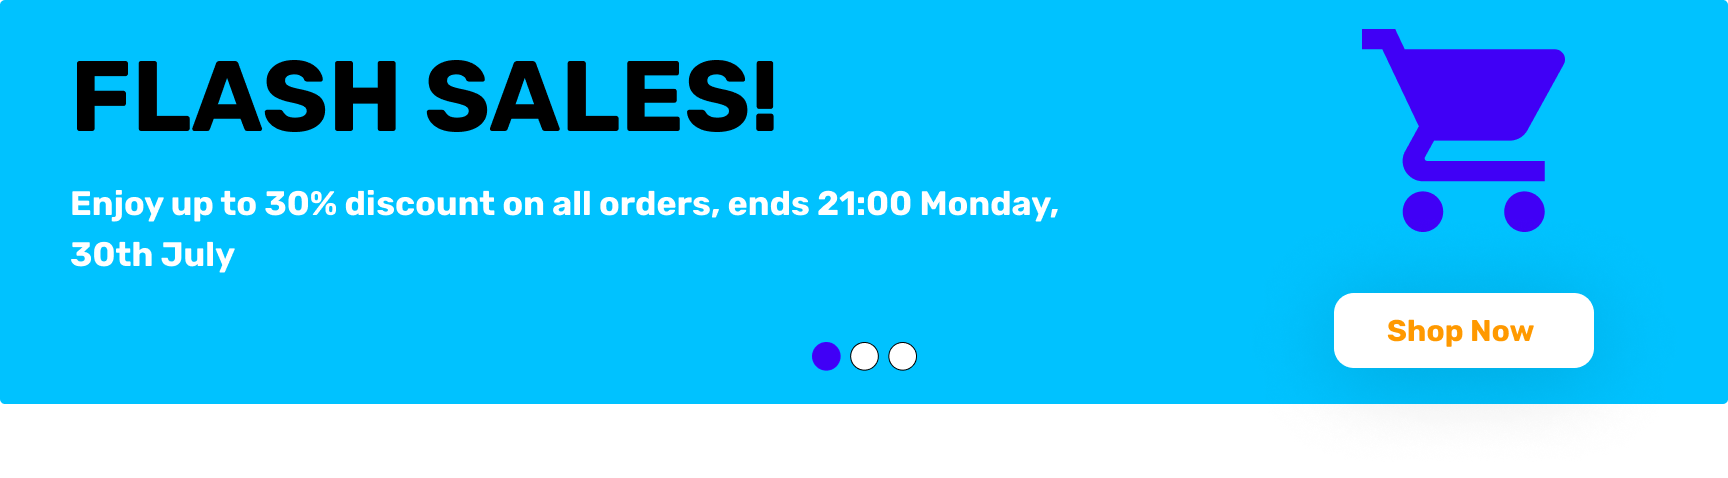 FLASH SALES!
Enjoy up to 30% discount on all orders, ends 21:00 Monday,
30th July
Shop Now